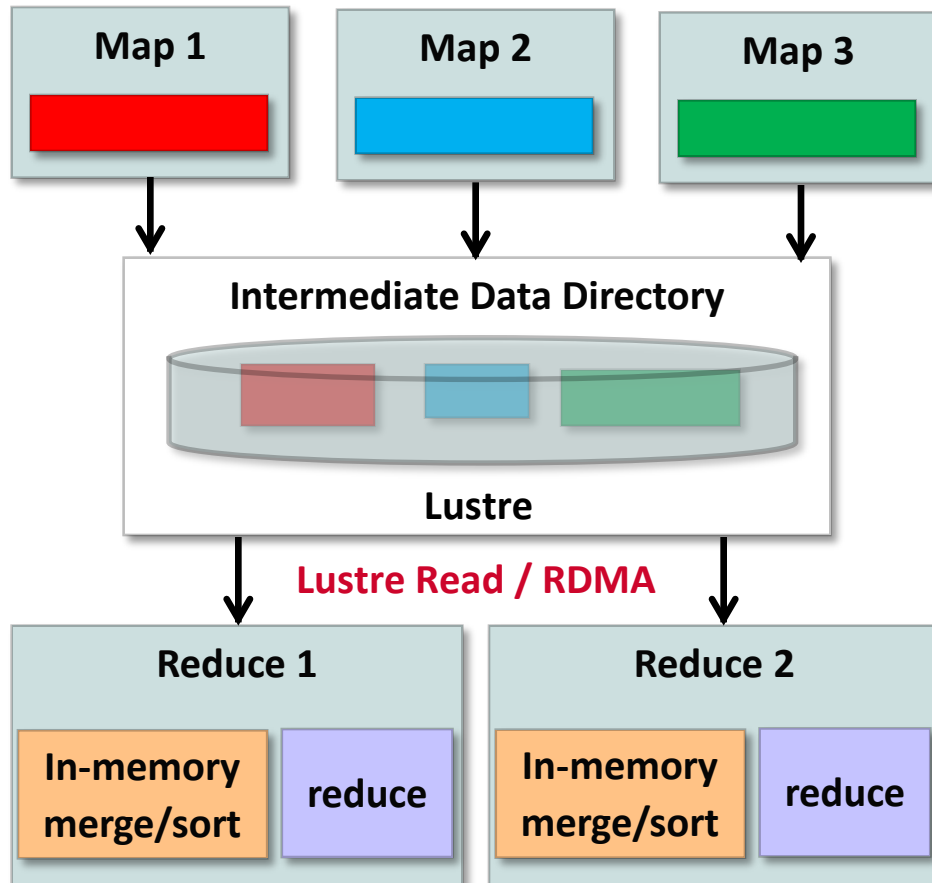 Map 1
Map 2
Map 3
Intermediate Data Directory
Lustre
Lustre Read / RDMA
Reduce 1
Reduce 2
In-memory
merge/sort
reduce
In-memory
merge/sort
reduce